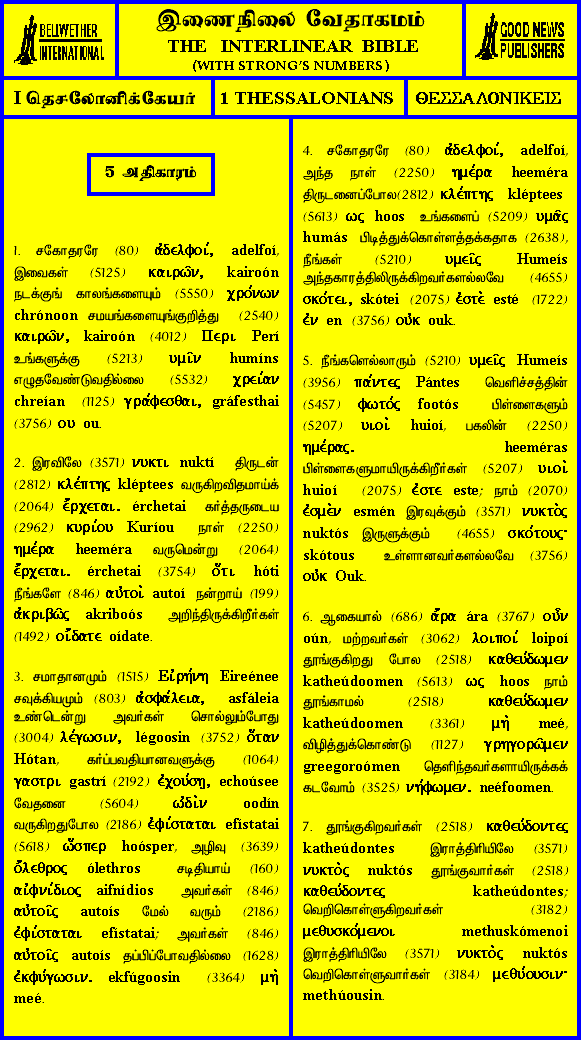 BELLWETHER
INTERNATIONAL
இணைநிலை வேதாகமம்
THE INTERLINEAR BIBLE
(WITH STRONG'S NUMBERS)
GOOD NEWS
PUBLISHERS
I தெசலோனிக்கேயர்
1 THESSALONIANS
ΘΕΣΣΑΛΟΝΙΚΕΙΣ
5 அதிகாரம்
1. சகோதரரே (80) ἀδελφοί, adelfoí,
இவைகள் (5125) καιρῶν, kairoón
நடக்குங் காலங்களையும் (5550) χρόνων
chrónoon சமயங்களையுங்குறித்து (2540)
καιρῶν, kairoón (4012) Περι Perí
உங்களுக்கு (5213) υμῖν humíns
எழுதவேண்டுவதில்லை (5532) χρείαν
chreían (1125) γράφεσθαι, gráfesthai
(3756) ου ou.
2. இரவிலே (3571) νυκτι nuktí திருடன்
(2812) κλέπτης kléptees வருகிறவிதமாய்க்
(2064) ἔρχεται. érchetai கர்த்தருடைய
(2962) κυρίου Kuríou நாள் (2250)
ημέρα heeméra வருமென்று (2064)
ἔρχεται. érchetai (3754) ὅτι hóti
நீங்களே (846) αὐτοὶ autoí நன்றாய் (199)
ἀκριβῶς akriboós அறிந்திருக்கிறீர்கள்
(1492) οἴδατε oídate.
3. சமாதானமும் (1515) Εἰρήνη Eireénee
சவுக்கியமும் (803) ἀσφάλεια, asfáleia
உண்டென்று அவர்கள் சொல்லும்போது
(3004) λέγωσιν, légoosin (3752) ὅταν
Hótan, கர்ப்பவதியானவளுக்கு (1064)
γαστρι gastrí (2192) ἐχούσῃ, echoúsee
வேதனை (5604) ὠδὶν oodín
வருகிறதுபோல (2186) ἐφίσταται efístatai
(5618) ὥσπερ hoósper, அழிவு (3639)
ὄλεθρος ólethros சடிதியாய் (160)
αἰφνίδιος aifnídios அவர்கள் (846)
αὐτοῖς autoís மேல் வரும் (2186)
ἐφίσταται efístatai; அவர்கள் (846)
αὐτοῖς autoís தப்பிப்போவதில்லை (1628)
ἐκφύγωσιν. ekfúgoosin (3364) μὴ
meé.
4. சகோதரரே (80) ἀδελφοί, adelfoí,
அந்த நாள் (2250) ημέρα heeméra
திருடனைப்போல(2812) κλέπτης kléptees
(5613) ως hoos உங்களைப் (5209) υμᾶς
humás பிடித்துக்கொள்ளத்தக்கதாக (2638),
நீங்கள் (5210) υμεῖς Humeís
அந்தகாரத்திலிருக்கிறவர்களல்லவே (4655)
σκότει, skótei (2075) ἐστὲ esté (1722)
ἐν en (3756) οὐκ ouk.
5. நீங்களெல்லாரும் (5210) υμεῖς Humeís
(3956) πάντες Pántes வெளிச்சத்தின்
(5457) φωτός footós பிள்ளைகளும்
(5207) υιοὶ huioí, பகலின் (2250)
ημέρας. heeméras
பிள்ளைகளுமாயிருக்கிறீர்கள் (5207) υιοὶ
huioí (2075) ἐστε este; நாம் (2070)
ἐσμὲν esmén இரவுக்கும் (3571) νυκτὸς
nuktós இருளுக்கும் (4655) σκότους·
skótous உள்ளானவர்களல்லவே (3756)
οὐκ Ouk.
6. ஆகையால் (686) ἄρα ára (3767) οὖν
oún, மற்றவர்கள் (3062) λοιποί loipoí
தூங்குகிறது போல (2518) καθεύδωμεν
katheúdoomen (5613) ως hoos நாம்
தூங்காமல் (2518) καθεύδωμεν
katheúdoomen (3361) μὴ meé,
விழித்துக்கொண்டு (1127) γρηγορῶμεν
greegoroómen தெளிந்தவர்களாயிருக்கக்
கடவோம் (3525) νήφωμεν. neéfoomen.
7. தூங்குகிறவர்கள் (2518) καθεύδοντες
katheúdontes இராத்திரியிலே (3571)
νυκτὸς nuktós தூங்குவார்கள் (2518)
καθεύδοντες katheúdontes;
வெறிகொள்ளுகிறவர்கள் (3182)
μεθυσκόμενοι methuskómenoi
இராத்திரியிலே (3571) νυκτὸς nuktós
வெறிகொள்ளுவார்கள் (3184) μεθύουσιν·
methúousin.